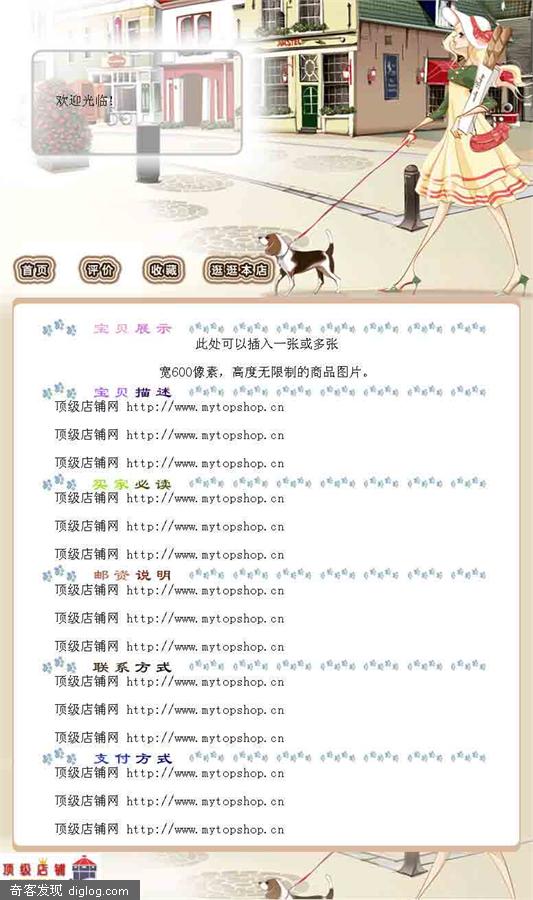 欢迎光临!
首页 评价 收藏 逛逛本店
宝贝展示
此处可以插入一张或多张
宽600像素，高度无限制的商品图片。
宝贝描述
顶级店铺网 http://www.mytopshop.cn
顶级店铺网 http://www.mytopshop.cn
顶级店铺网 http://www.mytopshop.cn
买家必读
顶级店铺网 http://www.mytopshop.cn
顶级店铺网 http://www.mytopshop.cn
顶级店铺网 http://www.mytopshop.cn
邮资说明
顶级店铺网 http://www.mytopshop.cn
顶级店铺网 http://www.mytopshop.cn
顶级店铺网 http://www.mytopshop.cn
联系方式
顶级店铺网 http://www.mytopshop.cn
顶级店铺网 http://www.mytopshop.cn
顶级店铺网 http://www.mytopshop.cn
支付方式
顶级店铺网 http://www.mytopshop.cn
顶级店铺网 http://www.mytopshop.cn
顶级店铺网 http://www.mytopshop.cn
顶级店铺
奇客发现 diglog.com